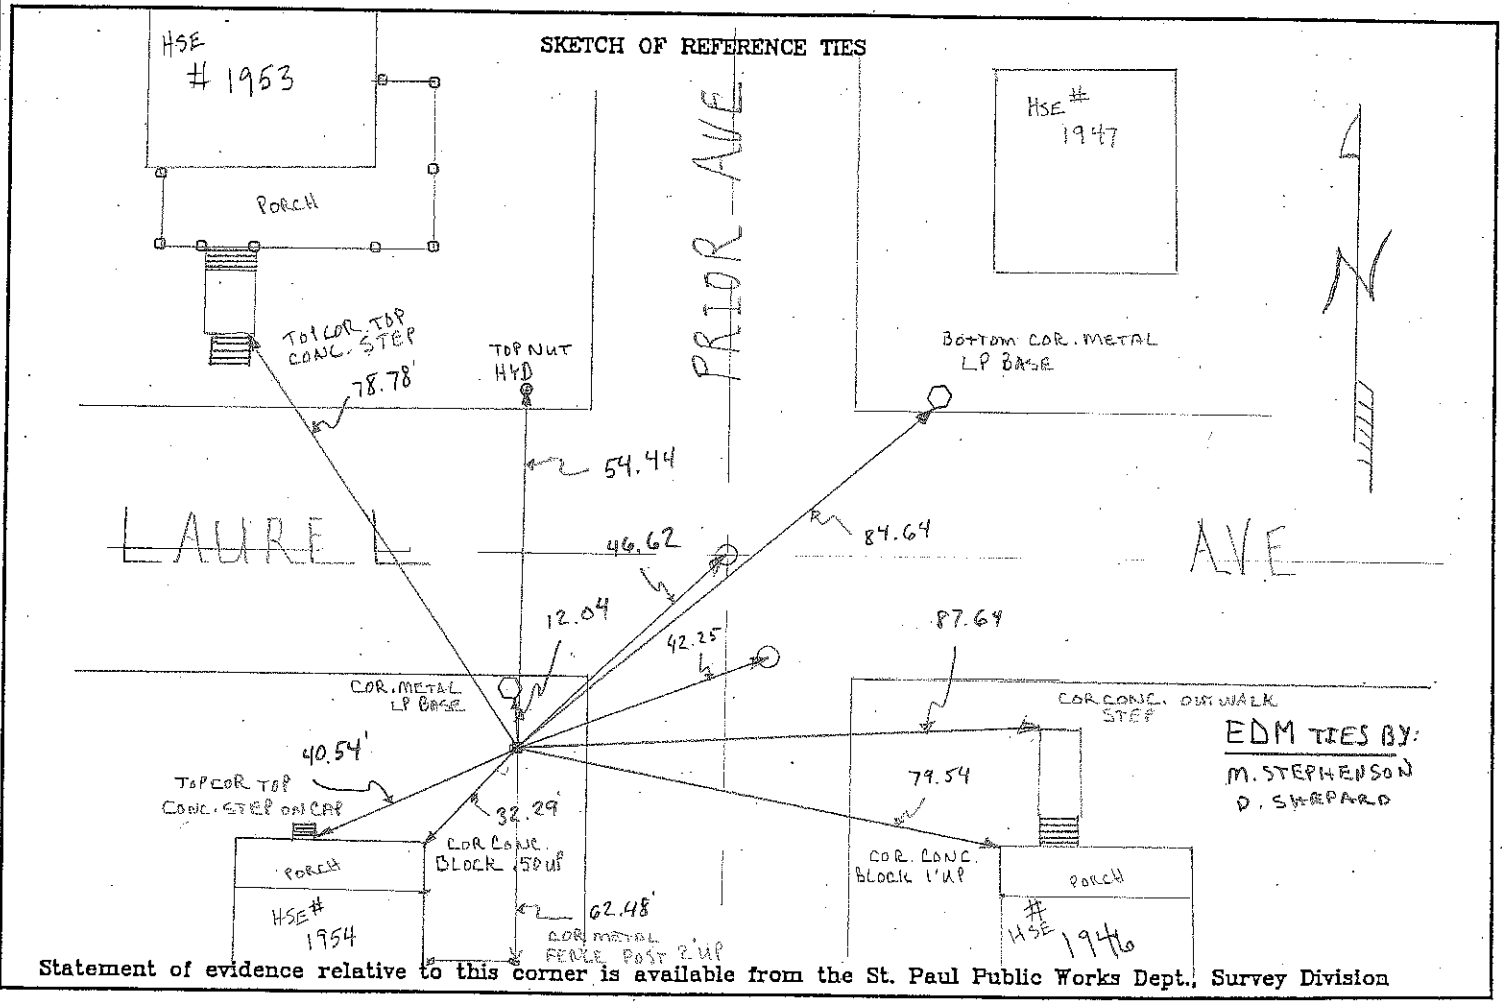 SKETCH OF REFERENCE TIES
HSE
# 1953
PORCH
PRIOR AVE
HSE #
1947
N
TOP COR. TOP
CONC. STEP
78.78'
TOP NUT
HYD
BOTTOM COR. METAL
LP BASE
54.44
84.64
46.62
LAUREL
AVE
12.04
42.25
87.64
COR. METAL
LP BASE
COR CONC. OUTWALK
STEP
EDM TIES BY:
M. STEPHENSON
D. SHEPARD
40.54'
TOP COR TOP
CONC. STEP ON CAP
32.29'
79.54
COR CONC.
BLOCK .50 UP
COR. CONC.
BLOCK 1' UP
PORCH
PORCH
HSE #
1954
62.48'
COR METAL
FENCE POST 2' UP
#
HSE 1946
Statement of evidence relative to this corner is available from the St. Paul Public Works Dept., Survey Division